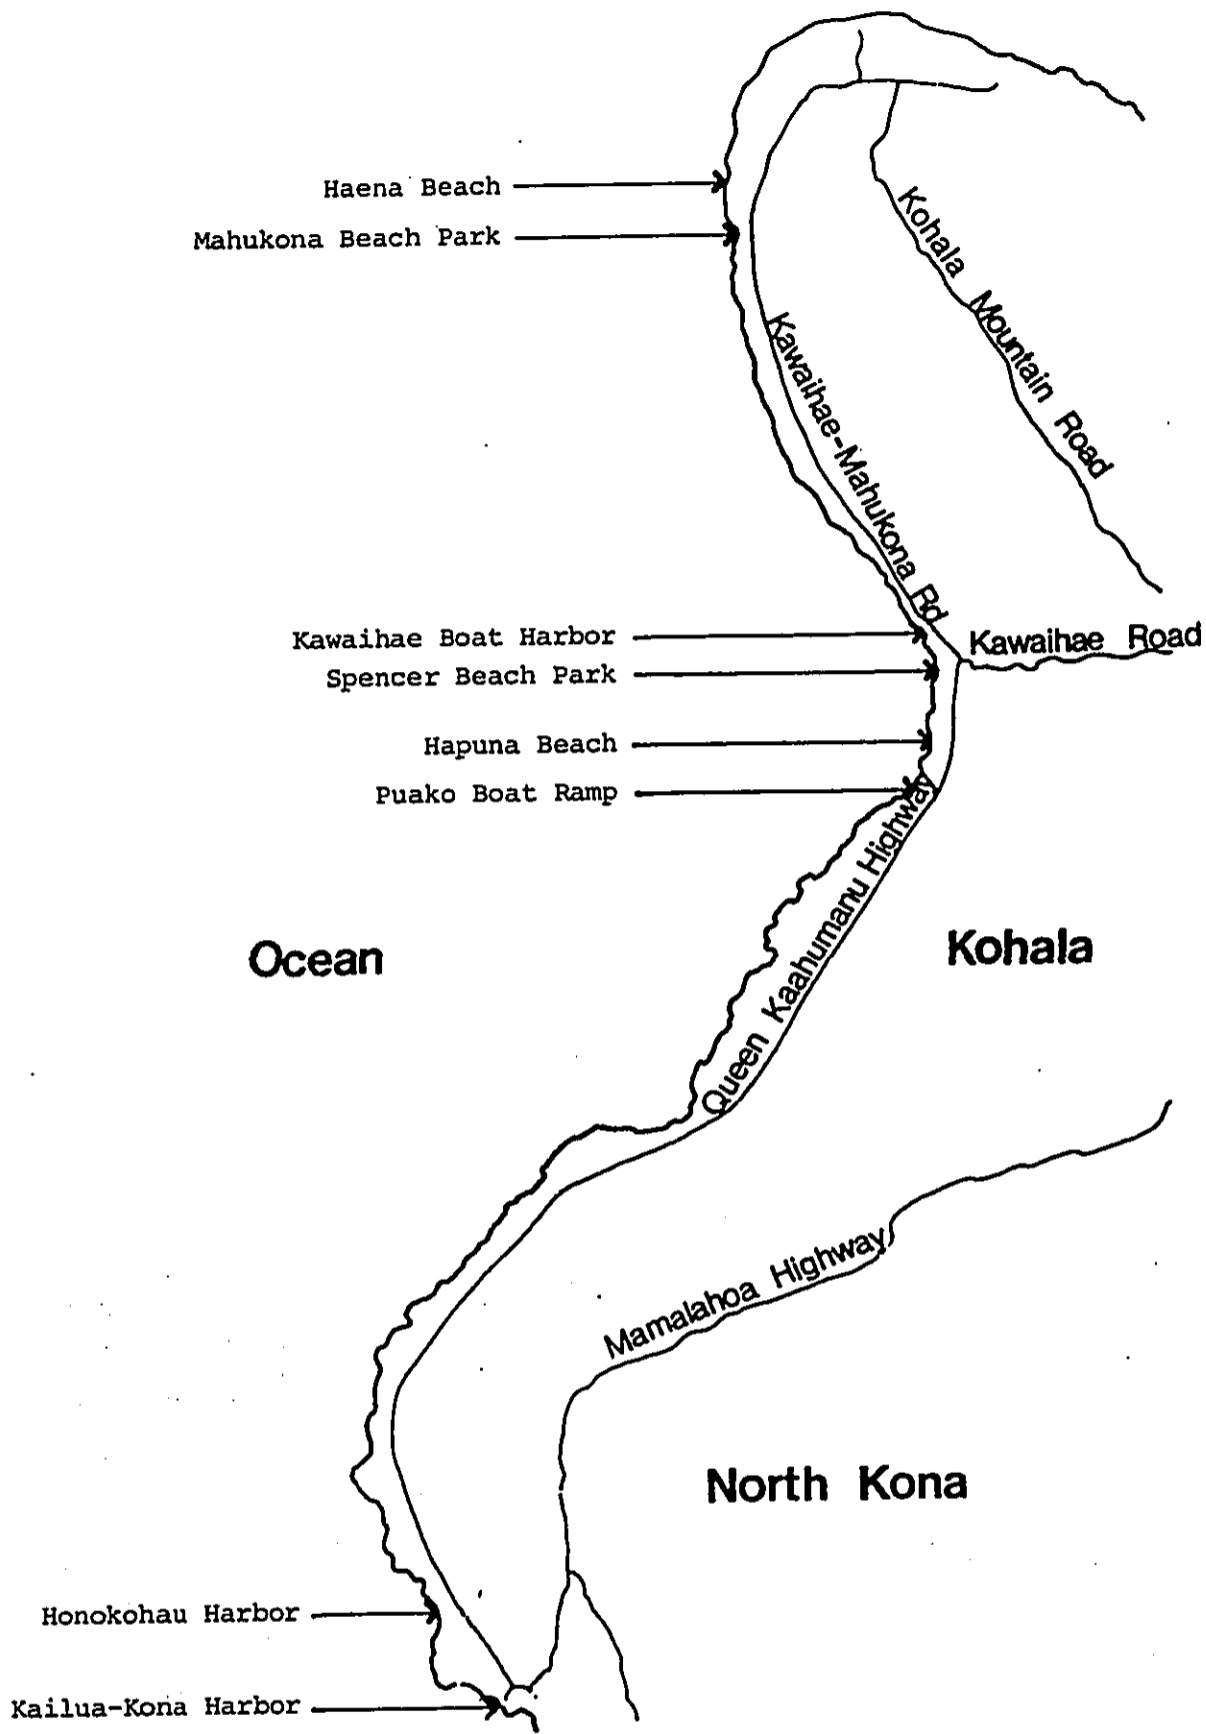 Haena Beach
Mahukona Beach Park
Kohala Mountain Road
Kawaihae-Mahukona Rd
Kawaihae Boat Harbor
Kawaihae Road
Spencer Beach Park
Hapuna Beach
Puako Boat Ramp
Queen Kaahumanu Highway
Ocean
Kohala
Mamalahoa Highway
North Kona
Honokohau Harbor
Kailua-Kona Harbor